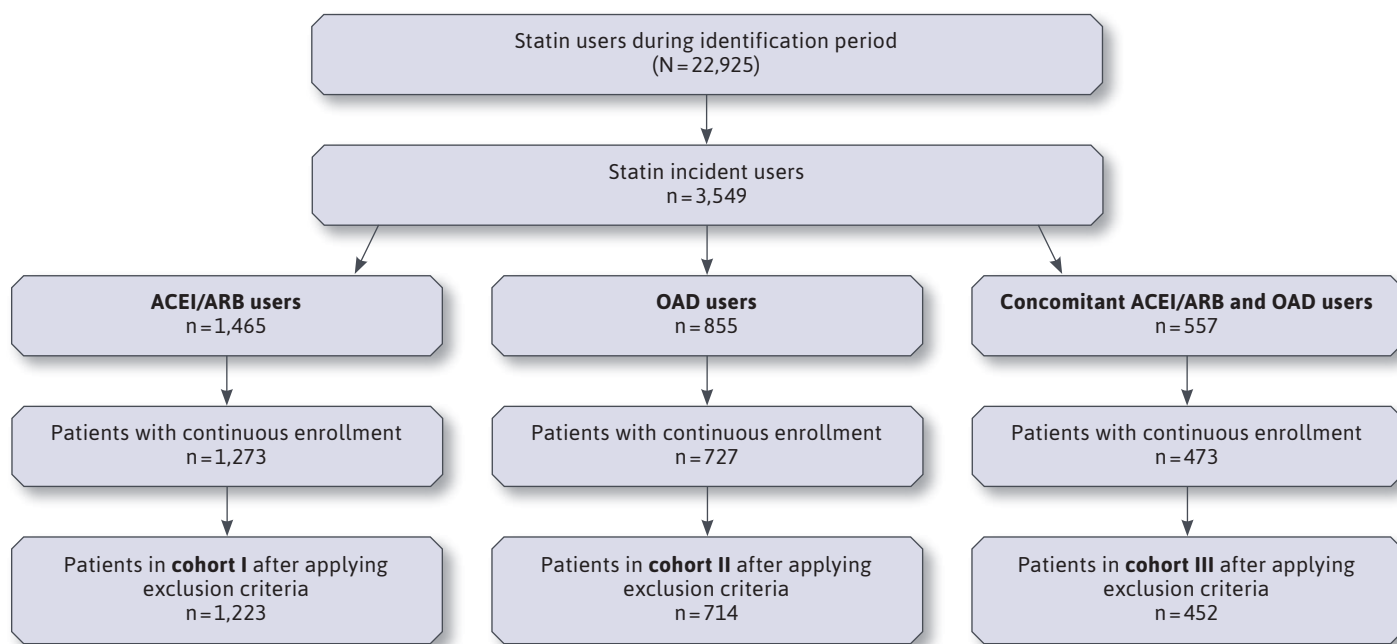 Statin users during identification period
(N=22,925)
Statin incident users
n=3,549
ACEI/ARB users
n=1,465
OAD users
n=855
Concomitant ACEI/ARB and OAD users
n=557
Patients with continuous enrollment
n=1,273
Patients with continuous enrollment
n=727
Patients with continuous enrollment
n=473
Patients in cohort I after applying
exclusion criteria
n=1,223
Patients in cohort II after applying
exclusion criteria
n=714
Patients in cohort III after applying
exclusion criteria
n=452